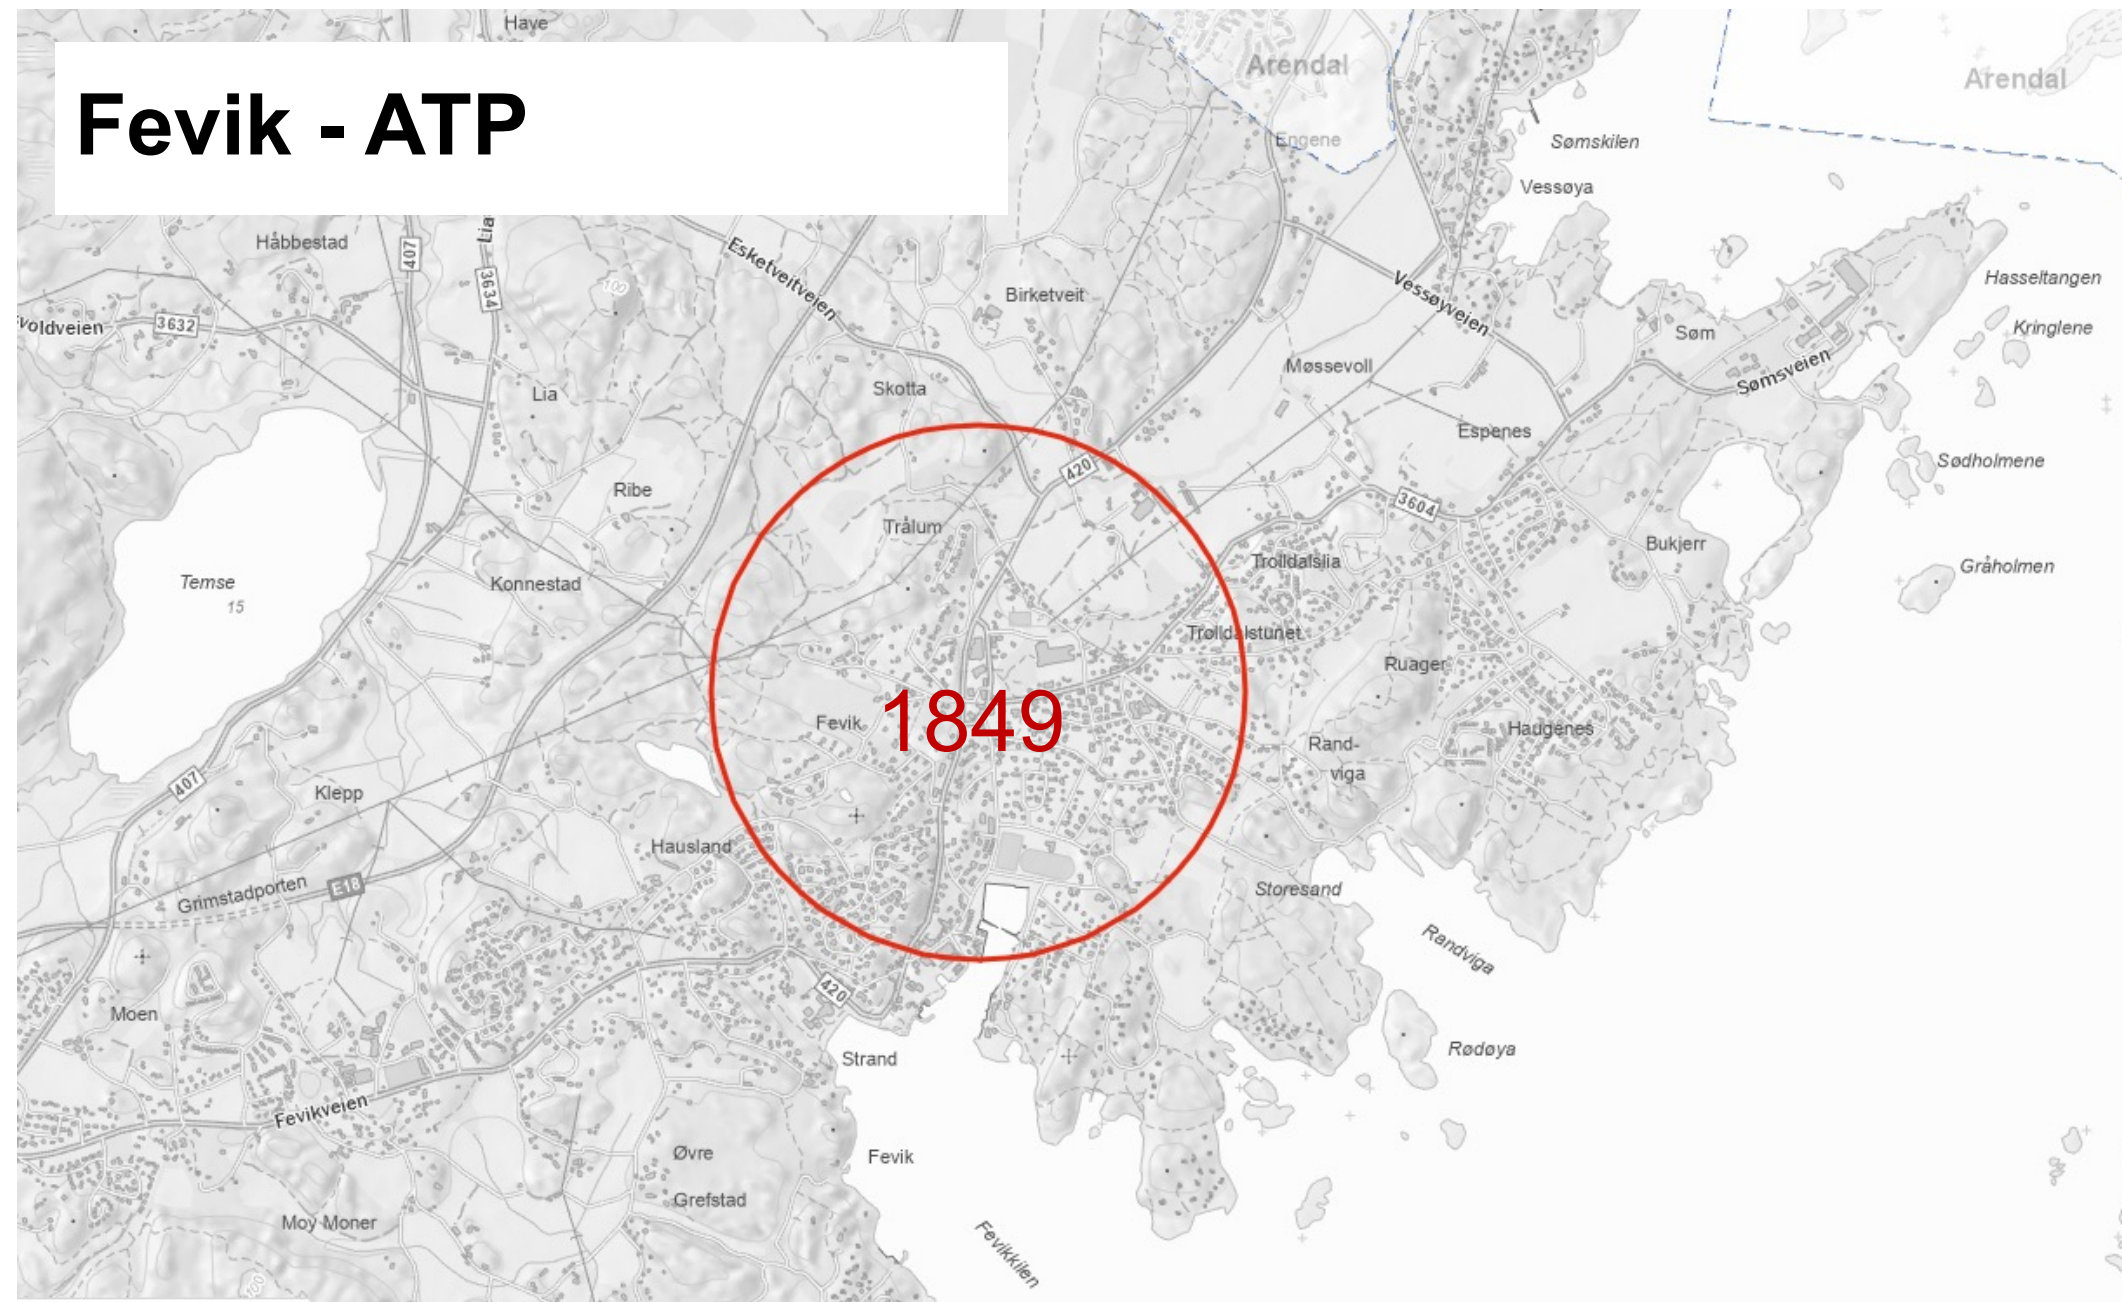 Have
Fevik - ATP
Arendal
Arendal
Engene
Sømskilen
Vessøya
Håbbestad
407
Lia
3634
Esketveitveien
Birketveit
Vessøyveien
Hasseltangen
Kringlene
voldveien
3632
100
Søm
Sømsveien
Skotta
Møssevoll
Lia
Espenes
420
Sødholmene
Ribe
3604
Trålum
Bukjerr
Trolldalslia
Gråholmen
Temse
15
Konnestad
Trolldalstunet
Ruager
Fevik
1849
Haugenes
Rand-
viga
407
Klepp
Hausland
Grimstadporten
E18
Storesand
Randviga
420
Moen
Strand
Rødøya
Fevikveien
Øvre
Grefstad
Fevik
Moy Moner
Fevikkilen
100